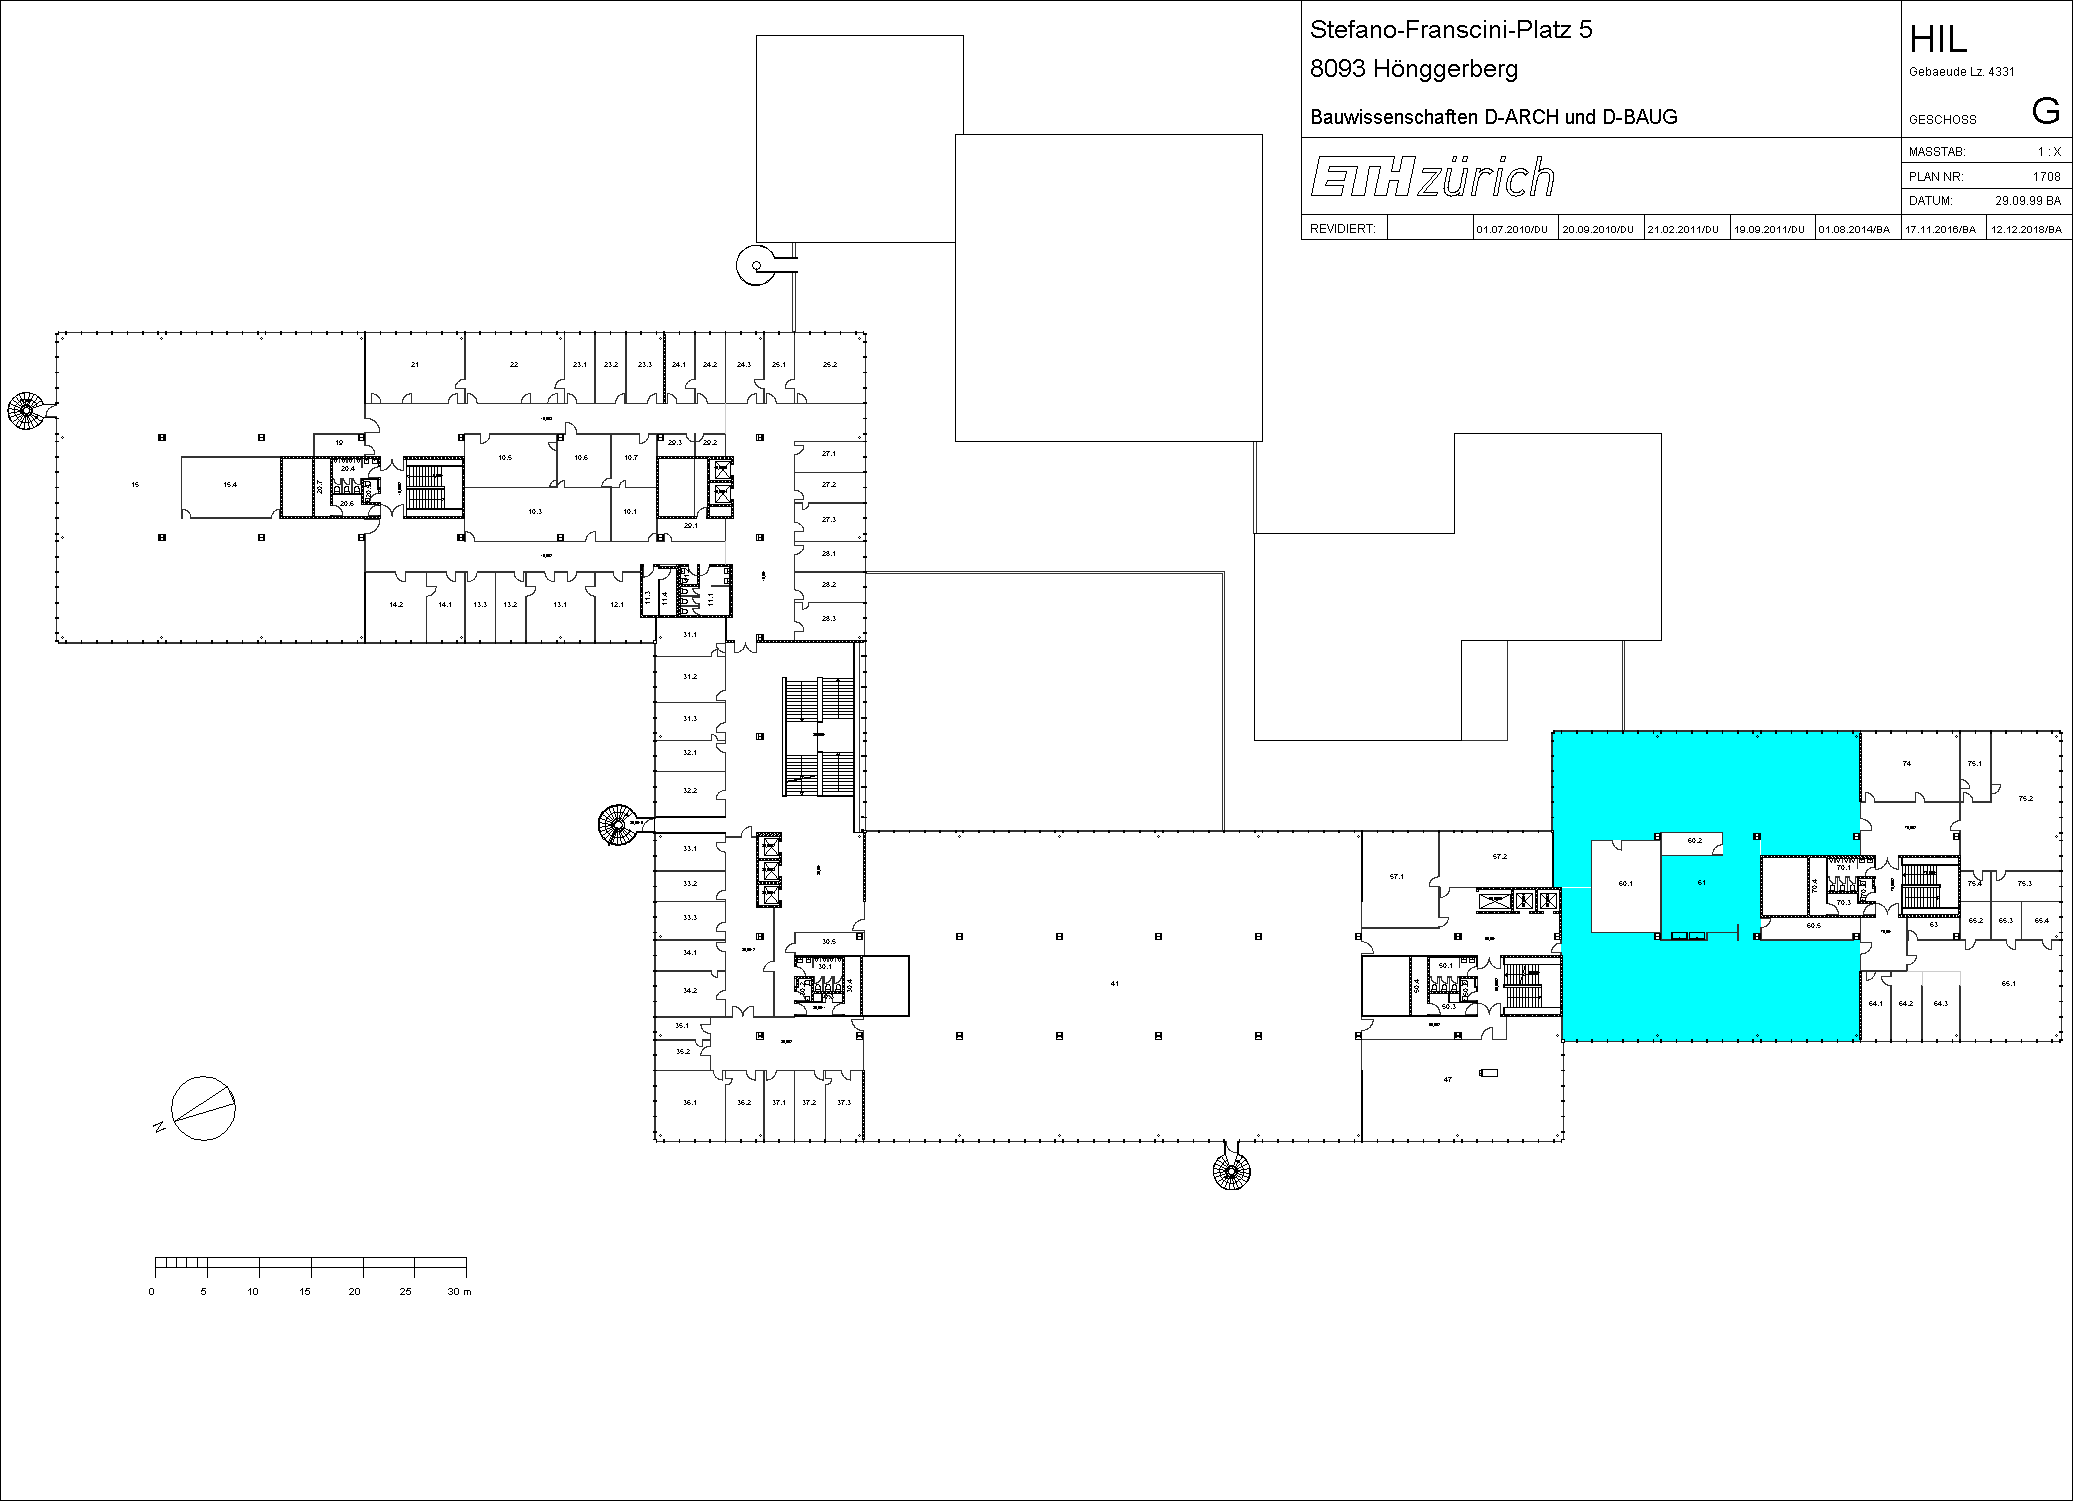 Stefano-Franscini-Platz 5
8093 Hönggerberg
Bauwissenschaften D-ARCH und D-BAUG
HIL
Gebaeude Lz. 4331
GESCHOSS G
ETH zürich
MASSTAB: 1 : X
PLAN NR: 1708
DATUM: 29.09.99 BA
REVIDIERT: 01.07.2010/DU 20.09.2010/DU 21.02.2011/DU 19.09.2011/DU 01.08.2014/BA 17.11.2016/BA 12.12.2018/BA
21 22 23.1 23.2 23.3 24.1 24.2 24.3 25.1 25.2
19 29.3 29.2
27.1
10.5 10.6 10.7
20.4
15 15.4 20.7 27.2
20.6
10.3 10.1 27.3
29.1
28.1
28.2
14.2 14.1 13.3 13.2 13.1 12.1 11.3 11.4 11.1
28.3
31.1
31.2
31.3
32.1
32.2
33.1
33.2
33.3
34.1
34.2
35.1
35.2
36.1 36.2 37.1 37.2 37.3
30.5
30.1 30.2 30.4
41
57.1 57.2
50.1 50.4 50.3
47
60.2
60.1 61
60.5
74 75.1
75.2
70.1 70.4 70.3
75.4 75.3
63 65.2 65.3 65.4
65.1
64.1 64.2 64.3
N
0 5 10 15 20 25 30 m